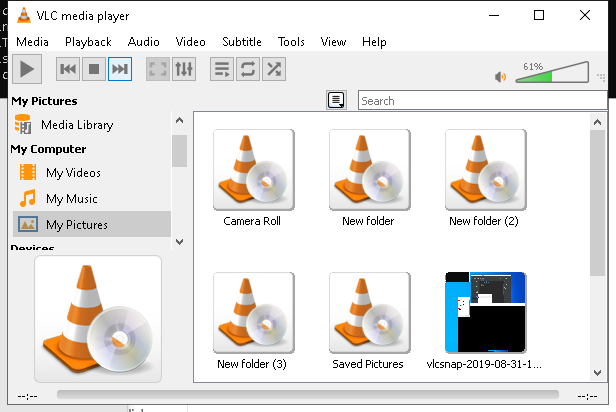 VLC media player
Media Playback Audio Video Subtitle Tools View Help
61%
My Pictures
Search
Media Library
My Computer
My Videos
My Music
My Pictures
Devices
Camera Roll
New folder
New folder (2)
New folder (3)
Saved Pictures
vlcsnap-2019-08-31-1...
--:--
--:--